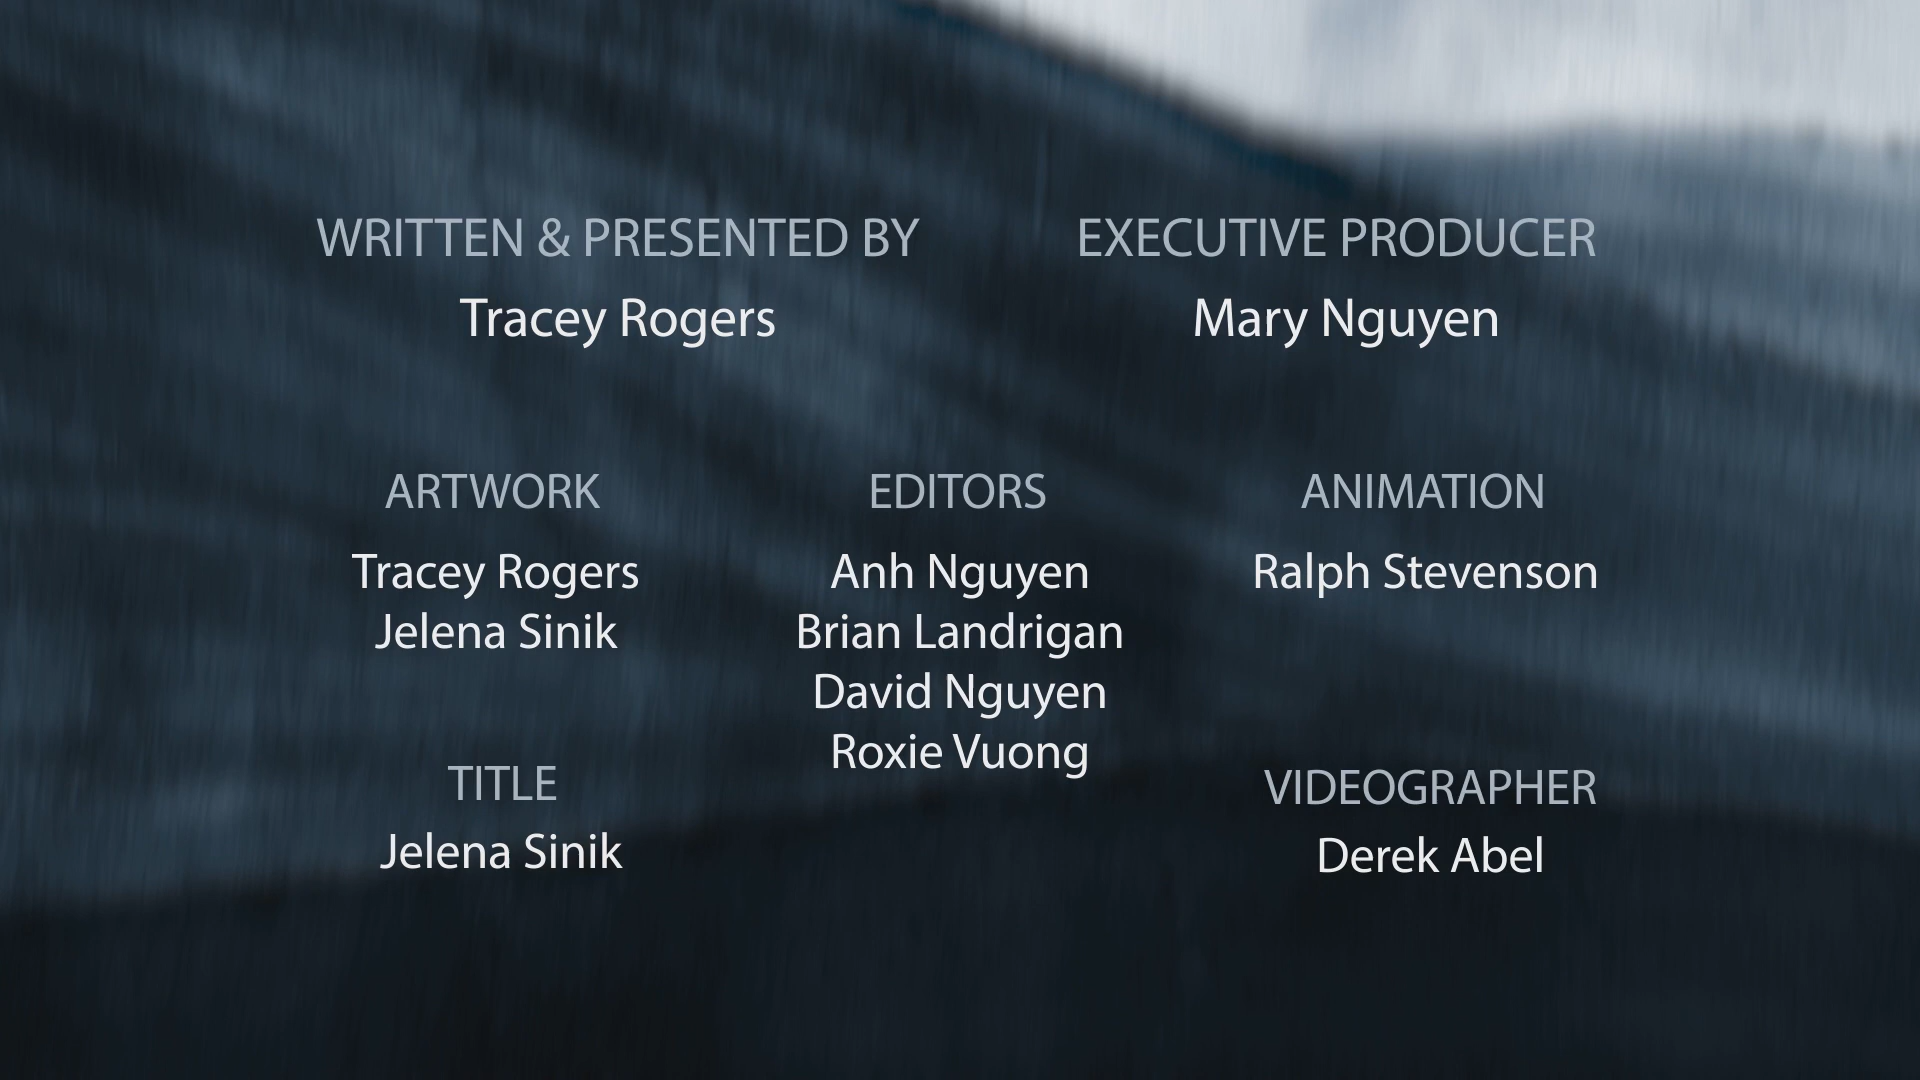 WRITTEN & PRESENTED BY
Tracey Rogers
EXECUTIVE PRODUCER
Mary Nguyen
ARTWORK
Tracey Rogers
Jelena Sinik
EDITORS
Anh Nguyen
Brian Landrigan
David Nguyen
Roxie Vuong
ANIMATION
Ralph Stevenson
TITLE
Jelena Sinik
VIDEOGRAPHER
Derek Abel